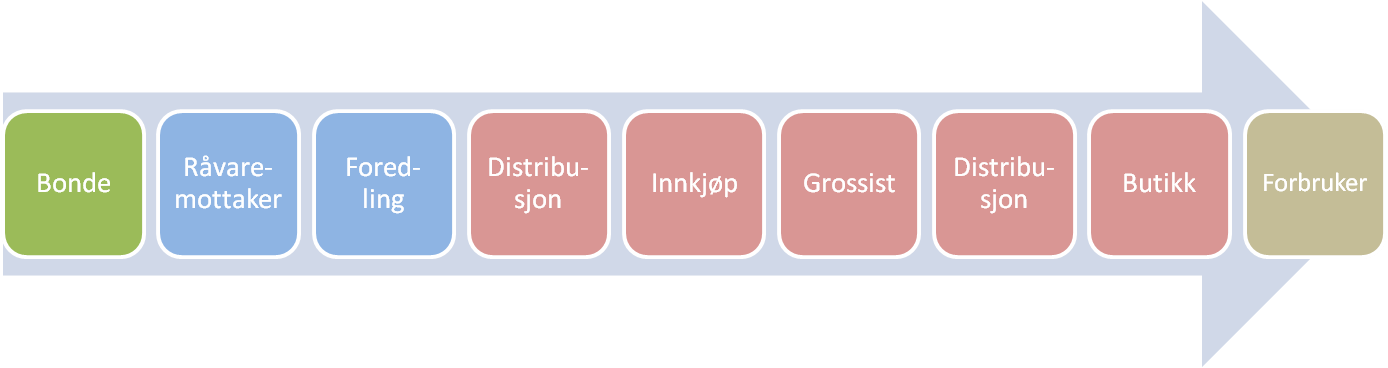 Bonde
Råvare-
mottaker
Fored-
ling
Distribu-
sjon
Innkjøp
Grossist
Distribu-
sjon
Butikk
Forbruker